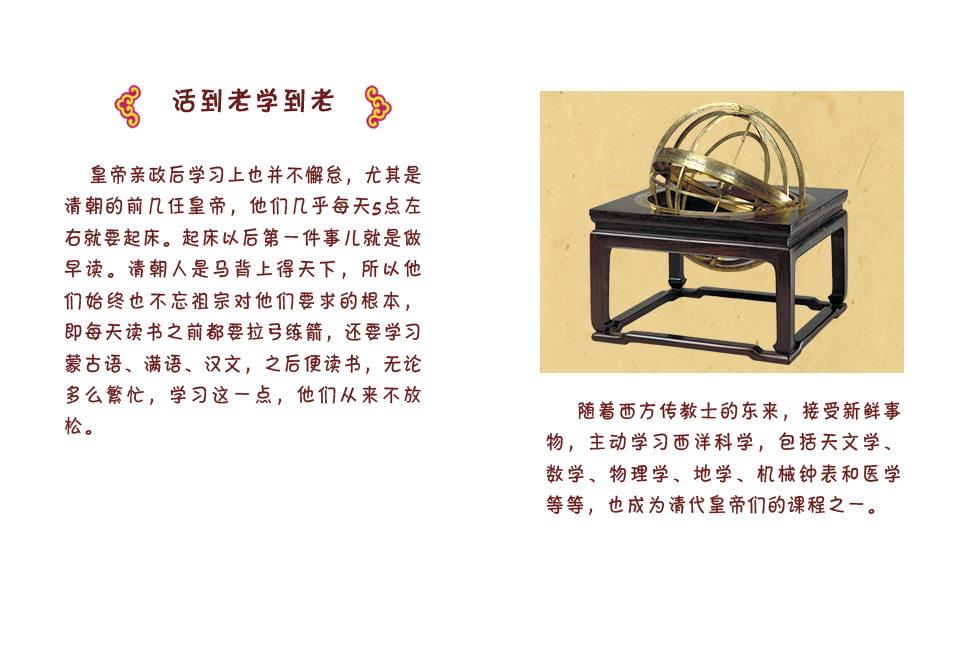 活到老学到老
皇帝亲政后学习上也并不懈怠，尤其是
清朝的前几任皇帝，他们几乎每天5点左
右就要起床。起床以后第一件事儿就是做
早读。清朝人是马背上得天下，所以他
们始终也不忘祖宗对他们要求的根本，
即每天读书之前都要拉弓练箭，还要学习
蒙古语、满语、汉文，之后便读书，无论
多么繁忙，学习这一点，他们从来不放
松。
随着西方传教士的东来，接受新鲜事
物，主动学习西洋科学，包括天文学、
数学、物理学、地学、机械钟表和医学
等等，也成为清代皇帝们的课程之一。